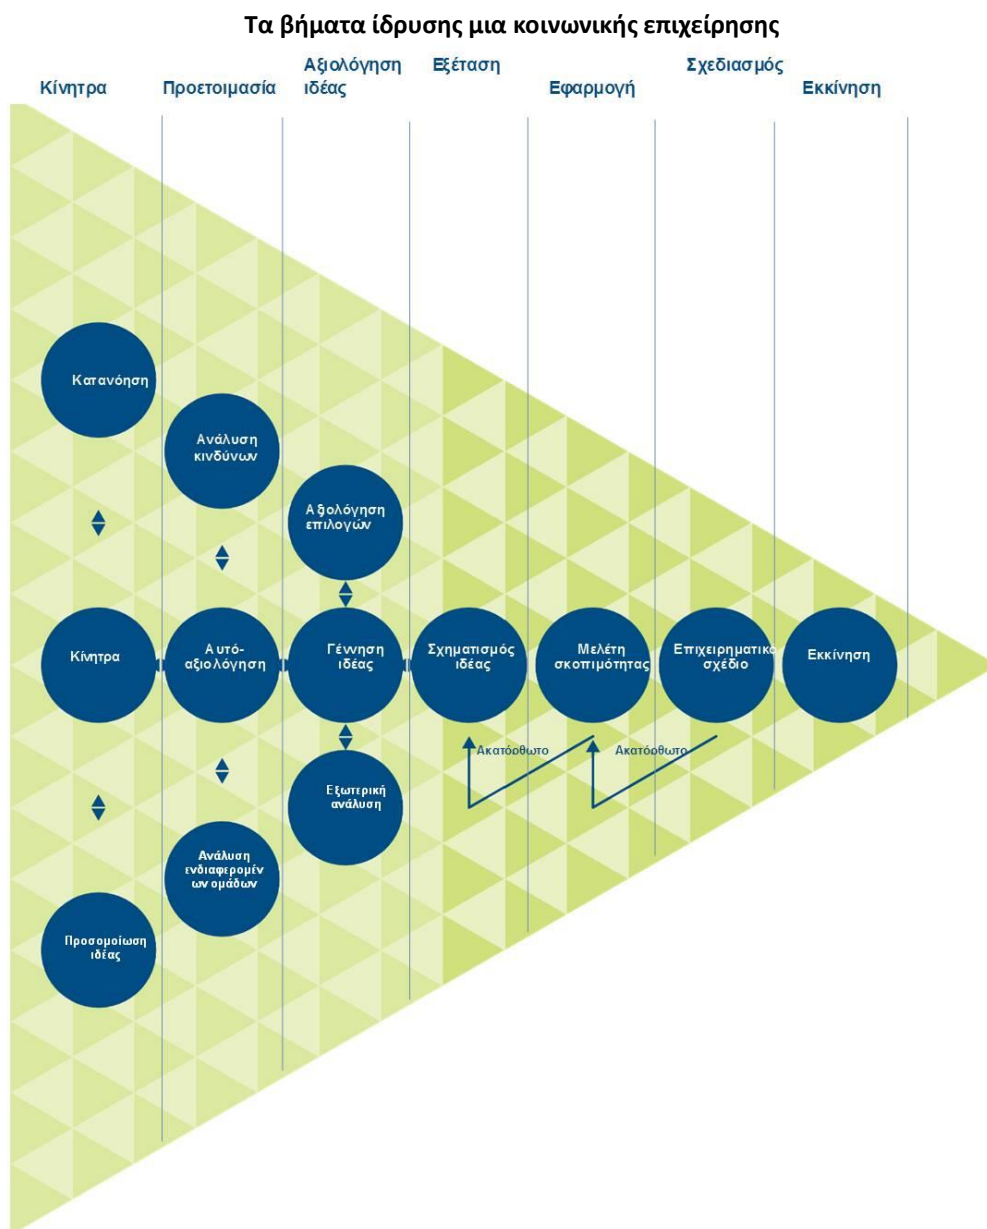 Τα βήματα ίδρυσης μια κοινωνικής επιχείρησης
Κίνητρα
Προετοιμασία
Αξιολόγηση
ιδέας
Εξέταση
Εφαρμογή
Σχεδιασμός
Εκκίνηση
Κατανόηση
Ανάλυση
κινδύνων
Αξιολόγηση
επιλογών
Κίνητρα
Αυτό-
αξιολόγηση
Γέννηση
ιδέας
Σχηματισμός
ιδέας
Μελέτη
σκοπιμότητας
Επιχειρηματικό
σχέδιο
Εκκίνηση
Ακατόρθωτο
Ακατόρθωτο
Εξωτερική
ανάλυση
Ανάλυση
ενδιαφερομέν
ων ομάδων
Προσομοίωση
ιδέας